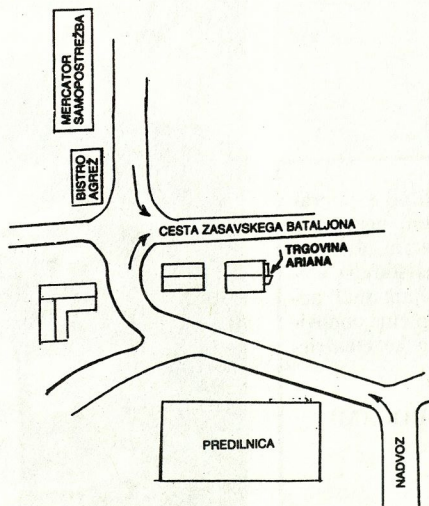 MERCATOR
SAMOPOSTREŽBA
BISTRO
AGREŽ
CESTA ZASAVSKEGA BATALJONA
TRGOVINA
ARIANA
PREDILNICA
NADVOZ